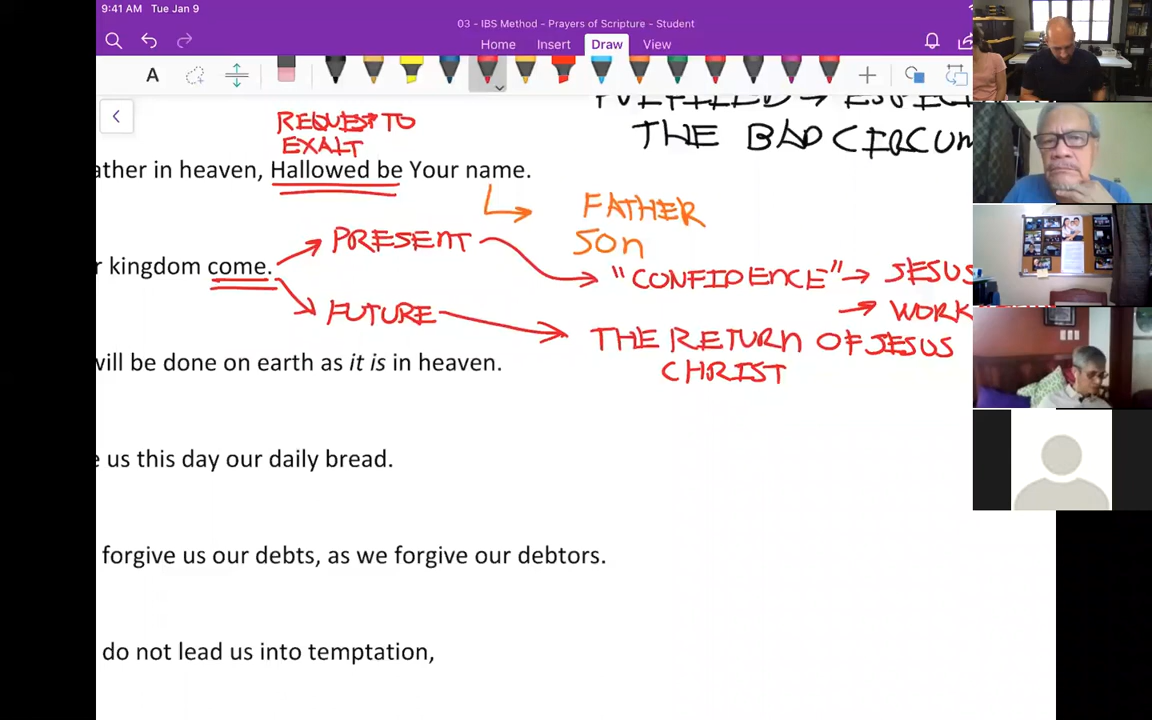 9:41 AM Tue Jan 9
03 - IBS Method - Prayers of Scripture - Student
Home Insert Draw View
A
REQUEST TO
EXALT
THE BAD CIRCUM
ather in heaven, Hallowed be Your name.
FATHER
SON
PRESENT
r kingdom come.
"CONFIDENCE" → JESUS
→ WORK
FUTURE
THE RETURN OF JESUS
CHRIST
will be done on earth as it is in heaven.
e us this day our daily bread.
forgive us our debts, as we forgive our debtors.
do not lead us into temptation,